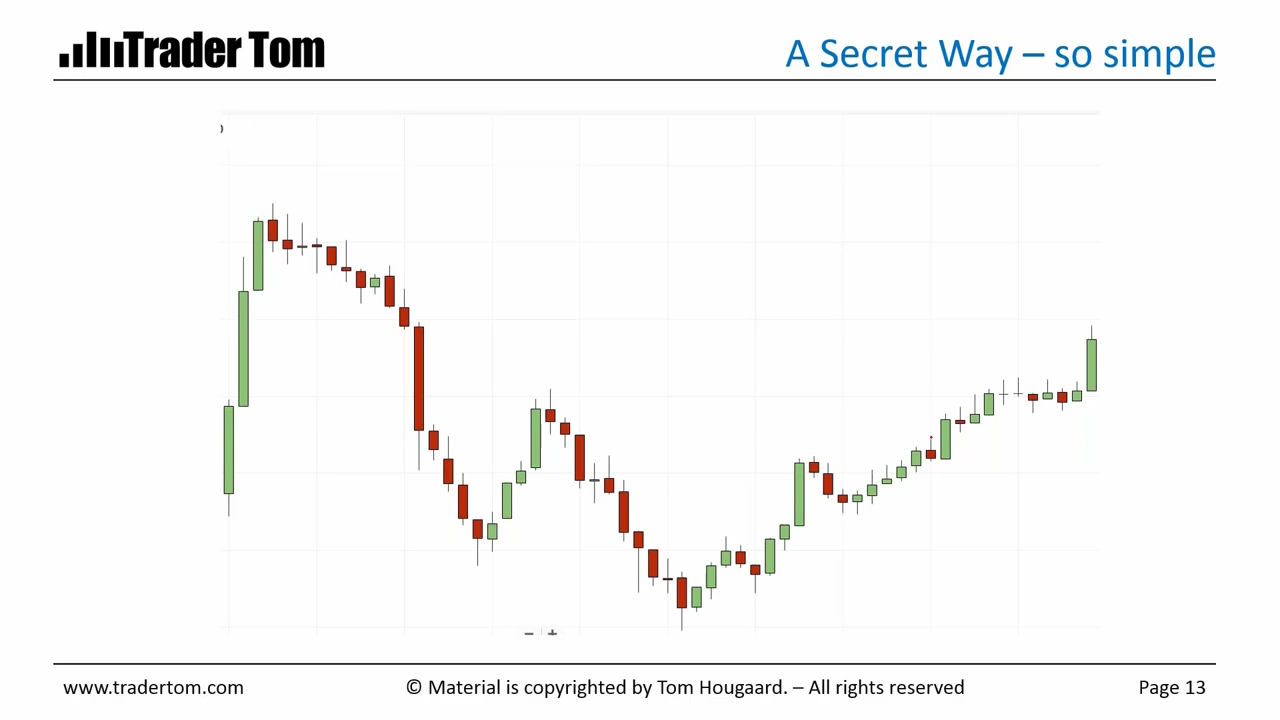 Trader Tom
A Secret Way – so simple
www.tradertom.com
© Material is copyrighted by Tom Hougaard. – All rights reserved
Page 13